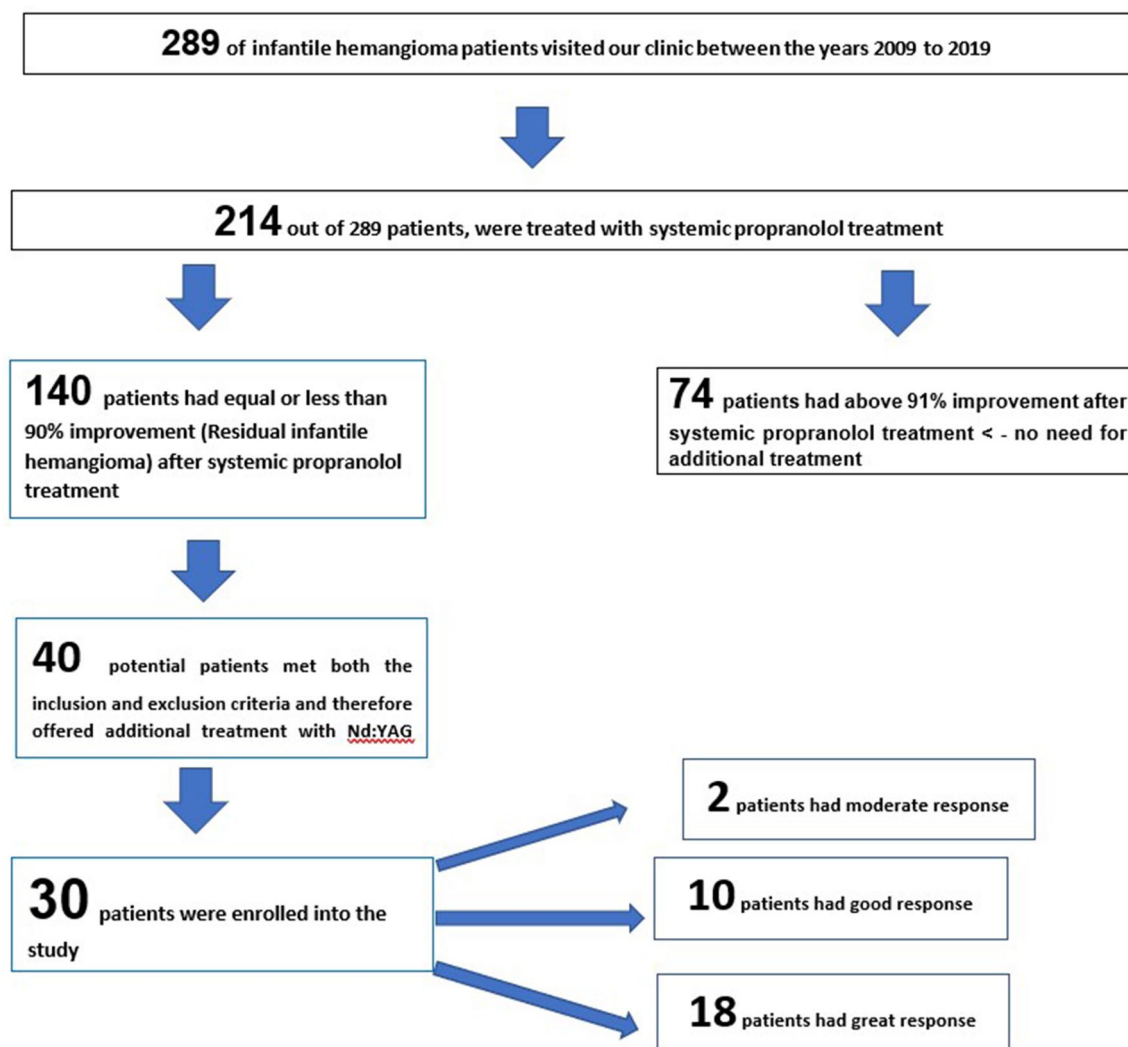 289 of infantile hemangioma patients visited our clinic between the years 2009 to 2019
214 out of 289 patients, were treated with systemic propranolol treatment
140 patients had equal or less than
90% improvement (Residual infantile
hemangioma) after systemic propranolol
treatment
74 patients had above 91% improvement after
systemic propranolol treatment < - no need for
additional treatment
40 potential patients met both the
inclusion and exclusion criteria and therefore
offered additional treatment with Nd:YAG
30 patients were enrolled into the
study
2 patients had moderate response
10 patients had good response
18 patients had great response